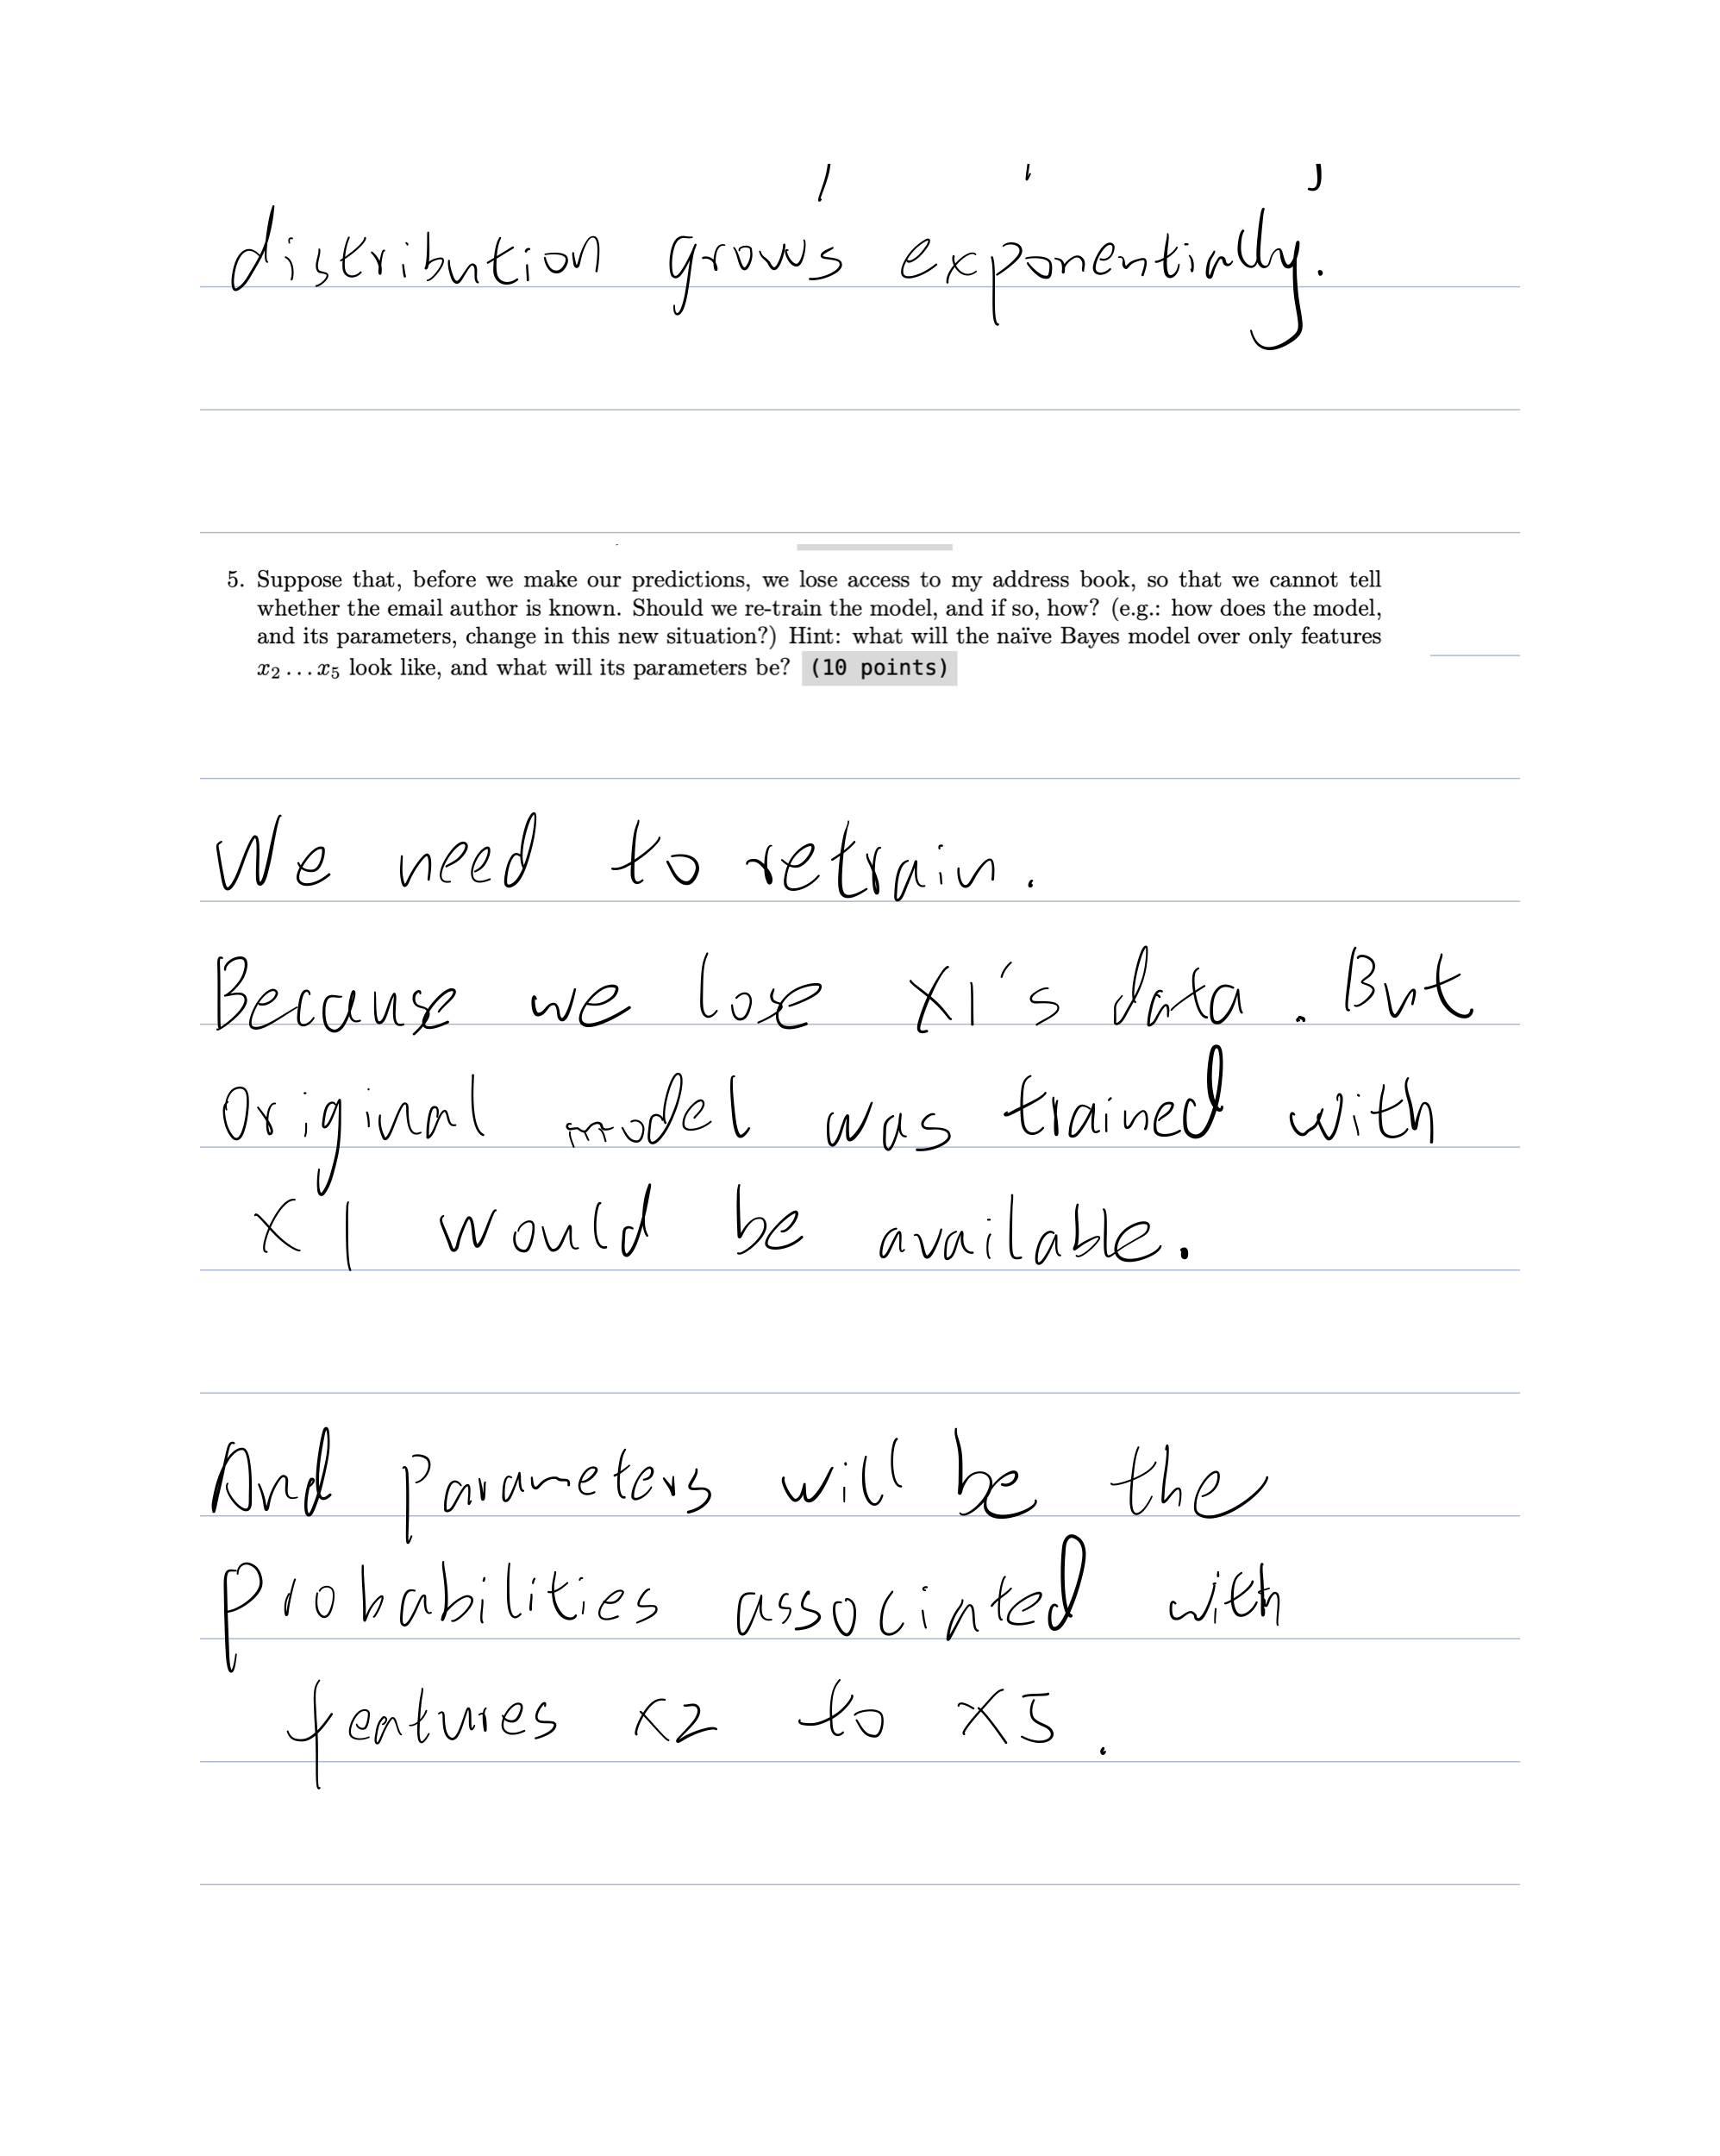 distribution grows exponentially.
5. Suppose that, before we make our predictions, we lose access to my address book, so that we cannot tell
whether the email author is known. Should we re-train the model, and if so, how? (e.g.: how does the model,
and its parameters, change in this new situation?) Hint: what will the naïve Bayes model over only features
x₂ … x₅ look like, and what will its parameters be? (10 points)
We need to retrain.
Because we lose X1's data. But
original model was trained with
X1 would be available.
And parameters will be the
probabilities associated with
features x2 to x5.